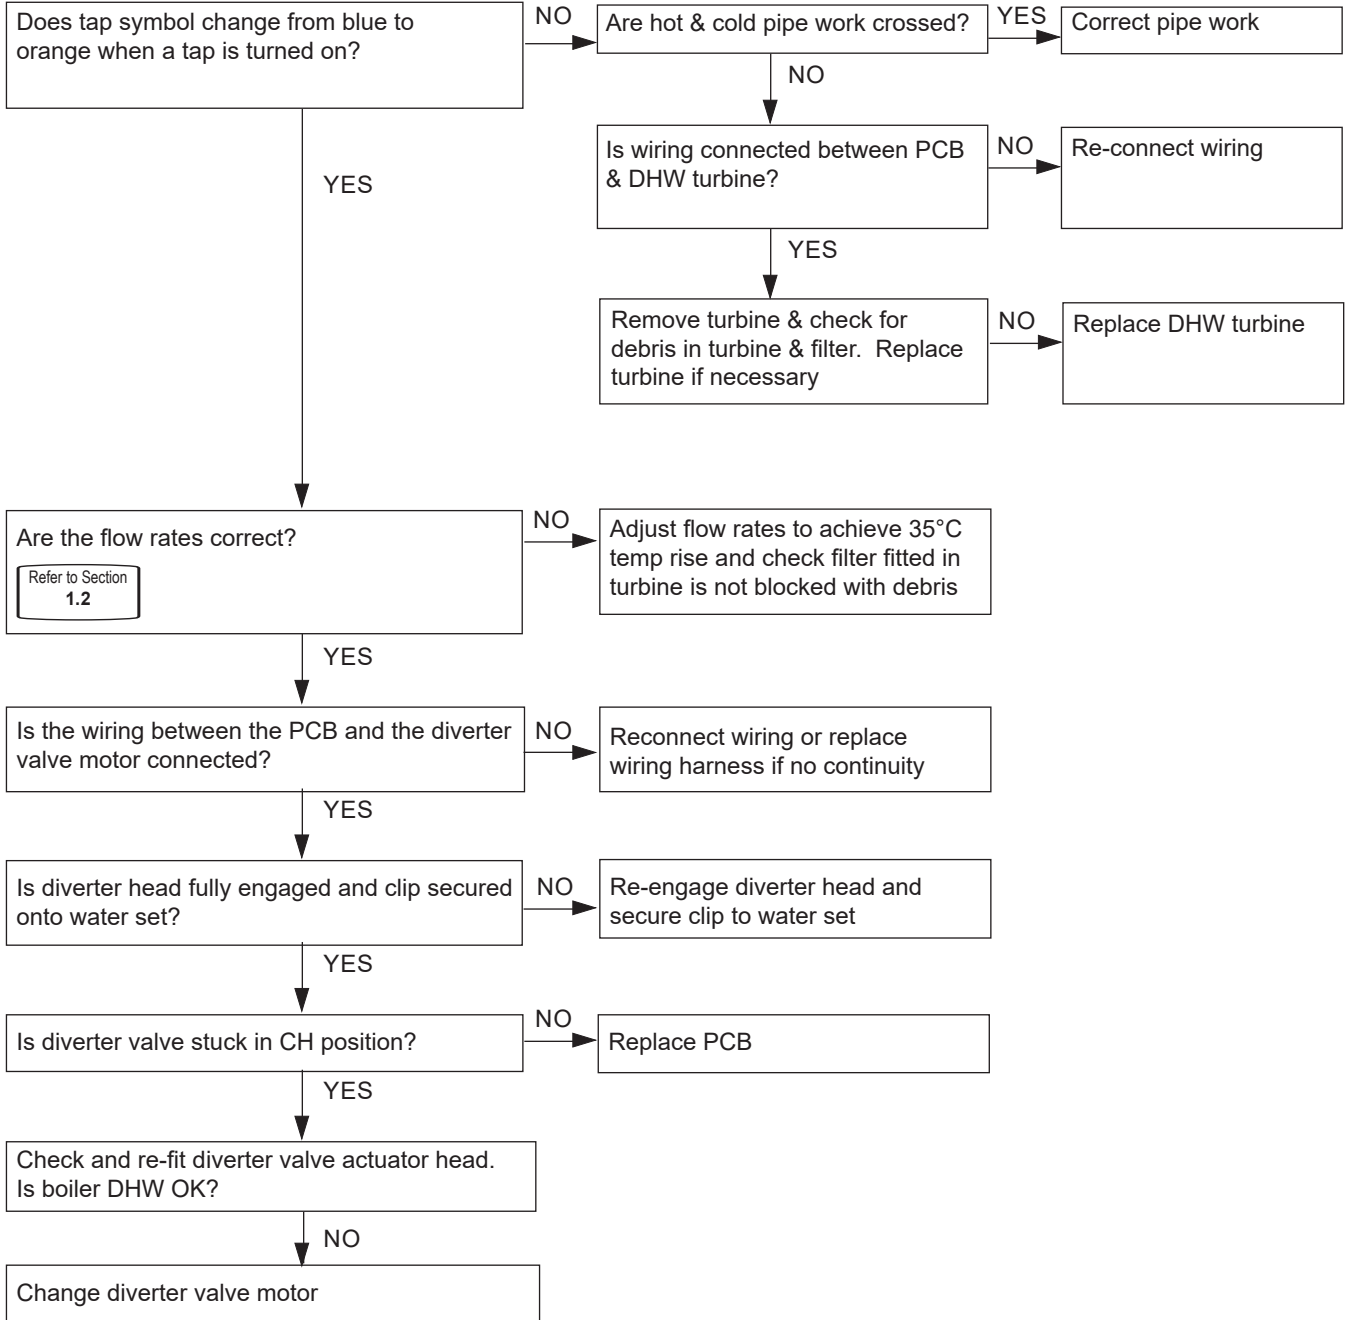 Does tap symbol change from blue to
orange when a tap is turned on?
NO
Are hot & cold pipe work crossed?
YES
Correct pipe work
NO
Is wiring connected between PCB
& DHW turbine?
NO
Re-connect wiring
YES
YES
Remove turbine & check for
debris in turbine & filter.  Replace
turbine if necessary
NO
Replace DHW turbine
Are the flow rates correct?
Refer to Section
1.2
NO
Adjust flow rates to achieve 35°C
temp rise and check filter fitted in
turbine is not blocked with debris
YES
Is the wiring between the PCB and the diverter
valve motor connected?
NO
Reconnect wiring or replace
wiring harness if no continuity
YES
Is diverter head fully engaged and clip secured
onto water set?
NO
Re-engage diverter head and
secure clip to water set
YES
Is diverter valve stuck in CH position?
NO
Replace PCB
YES
Check and re-fit diverter valve actuator head.
Is boiler DHW OK?
NO
Change diverter valve motor